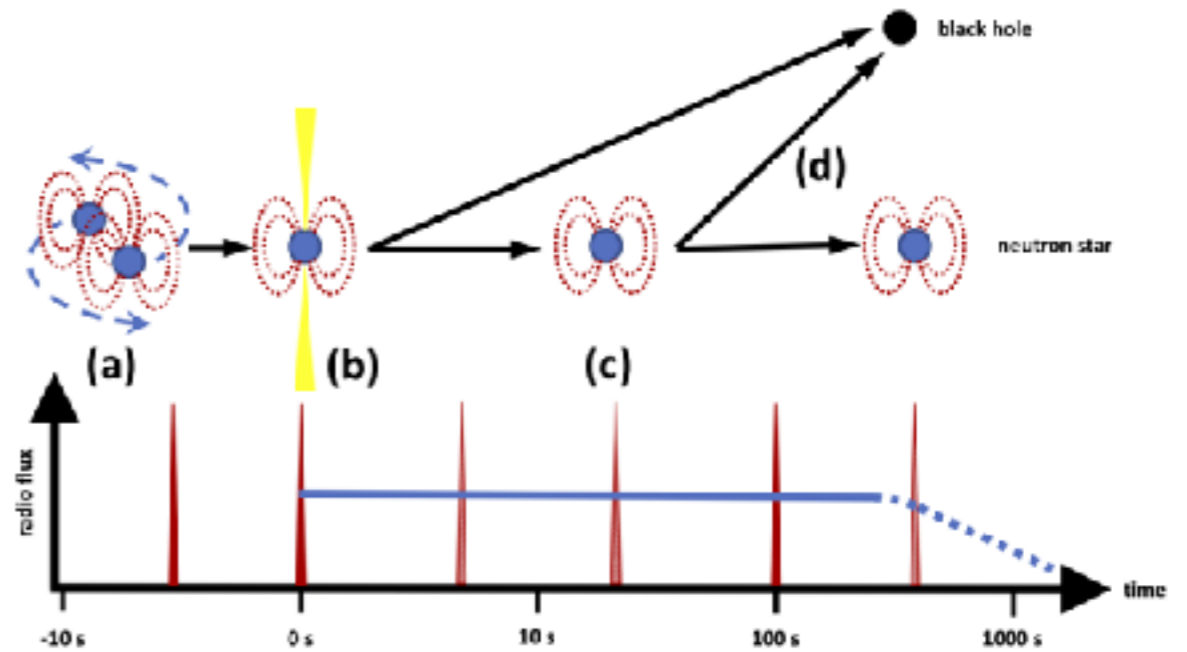 black hole
(d)
neutron star
(a)
(b)
(c)
radio flux
time
-10 s
0 s
10 s
100 s
1000 s